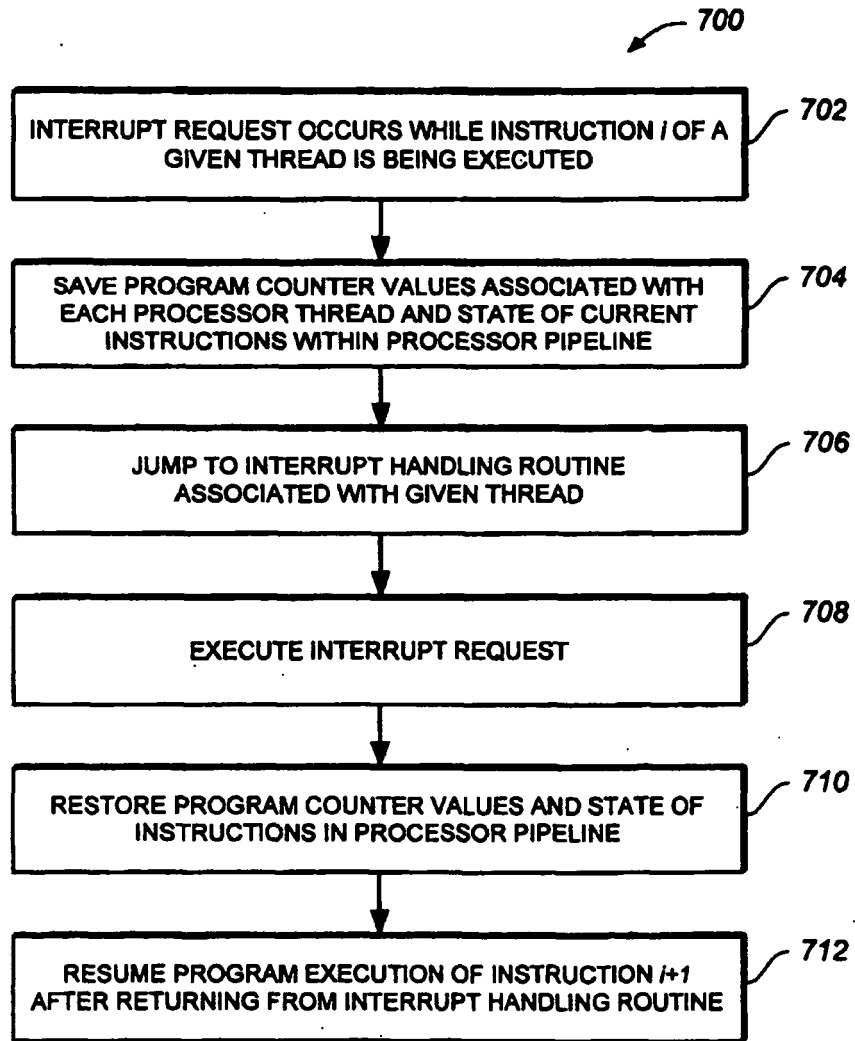 700
INTERRUPT REQUEST OCCURS WHILE INSTRUCTION i OF A
GIVEN THREAD IS BEING EXECUTED
702
SAVE PROGRAM COUNTER VALUES ASSOCIATED WITH
EACH PROCESSOR THREAD AND STATE OF CURRENT
INSTRUCTIONS WITHIN PROCESSOR PIPELINE
704
JUMP TO INTERRUPT HANDLING ROUTINE
ASSOCIATED WITH GIVEN THREAD
706
EXECUTE INTERRUPT REQUEST
708
RESTORE PROGRAM COUNTER VALUES AND STATE OF
INSTRUCTIONS IN PROCESSOR PIPELINE
710
RESUME PROGRAM EXECUTION OF INSTRUCTION i+1
AFTER RETURNING FROM INTERRUPT HANDLING ROUTINE
712